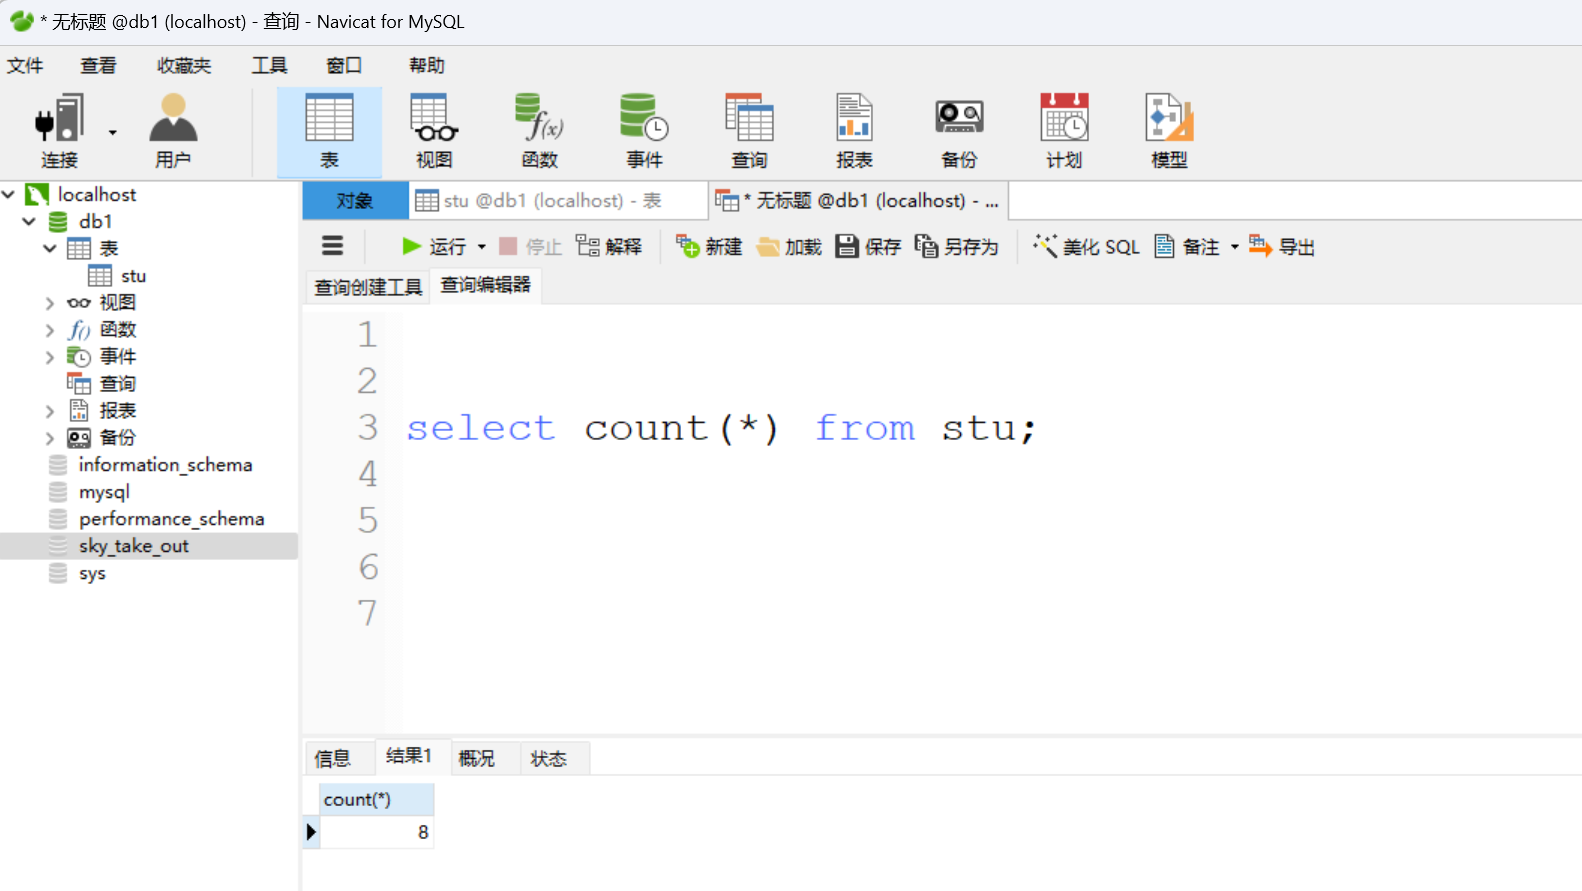 * 无标题 @db1 (localhost) - 查询 - Navicat for MySQL
文件 查看 收藏夹 工具 窗口 帮助
连接 用户 表 视图 函数 事件 查询 报表 备份 计划 模型
localhost
db1
表
stu
视图
函数
事件
查询
报表
备份
information_schema
mysql
performance_schema
sky_take_out
sys
对象 stu @db1 (localhost) - 表 * 无标题 @db1 (localhost) - ...
运行 停止 解释 新建 加载 保存 另存为 美化 SQL 备注 导出
查询创建工具 查询编辑器
1
2
3 select count(*) from stu;
4
5
6
7
信息 结果1 概况 状态
count(*)
8